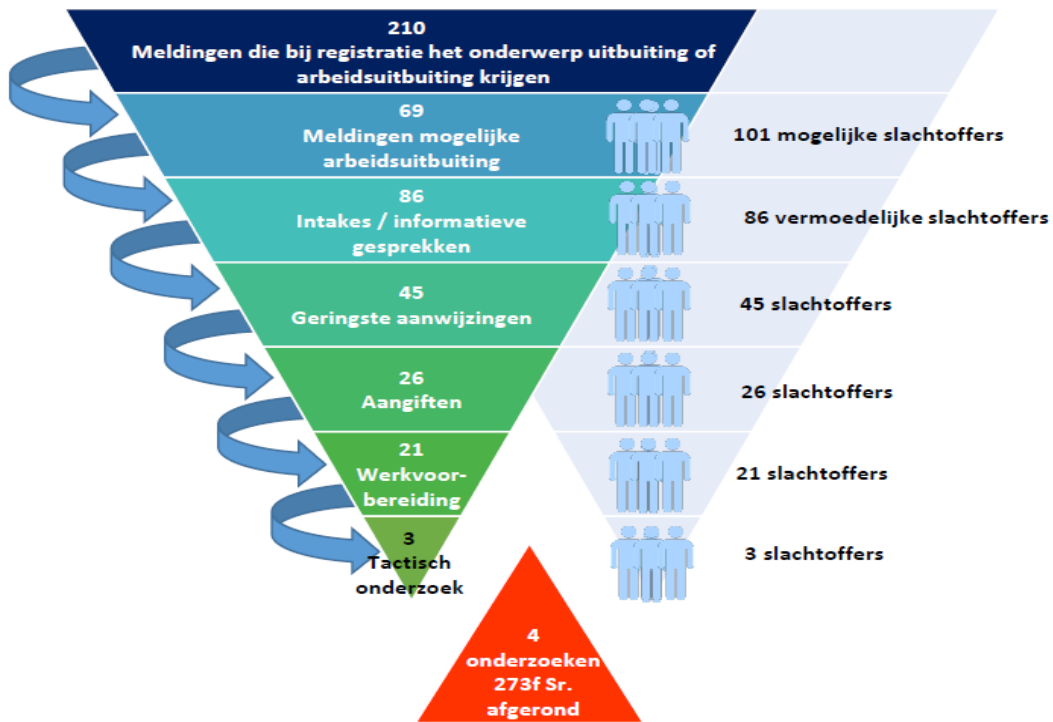 210
Meldingen die bij registratie het onderwerp uitbuiting of
arbeidsuitbuiting krijgen
69
Meldingen mogelijke
arbeidsuitbuiting
101 mogelijke slachtoffers
86
Intakes / informatieve
gesprekken
86 vermoedelijke slachtoffers
45
Geringste aanwijzingen
45 slachtoffers
26
Aangiften
26 slachtoffers
21
Werkvoor-
bereiding
21 slachtoffers
3
Tactisch
onderzoek
3 slachtoffers
4
onderzoeken
273f Sr.
afgerond